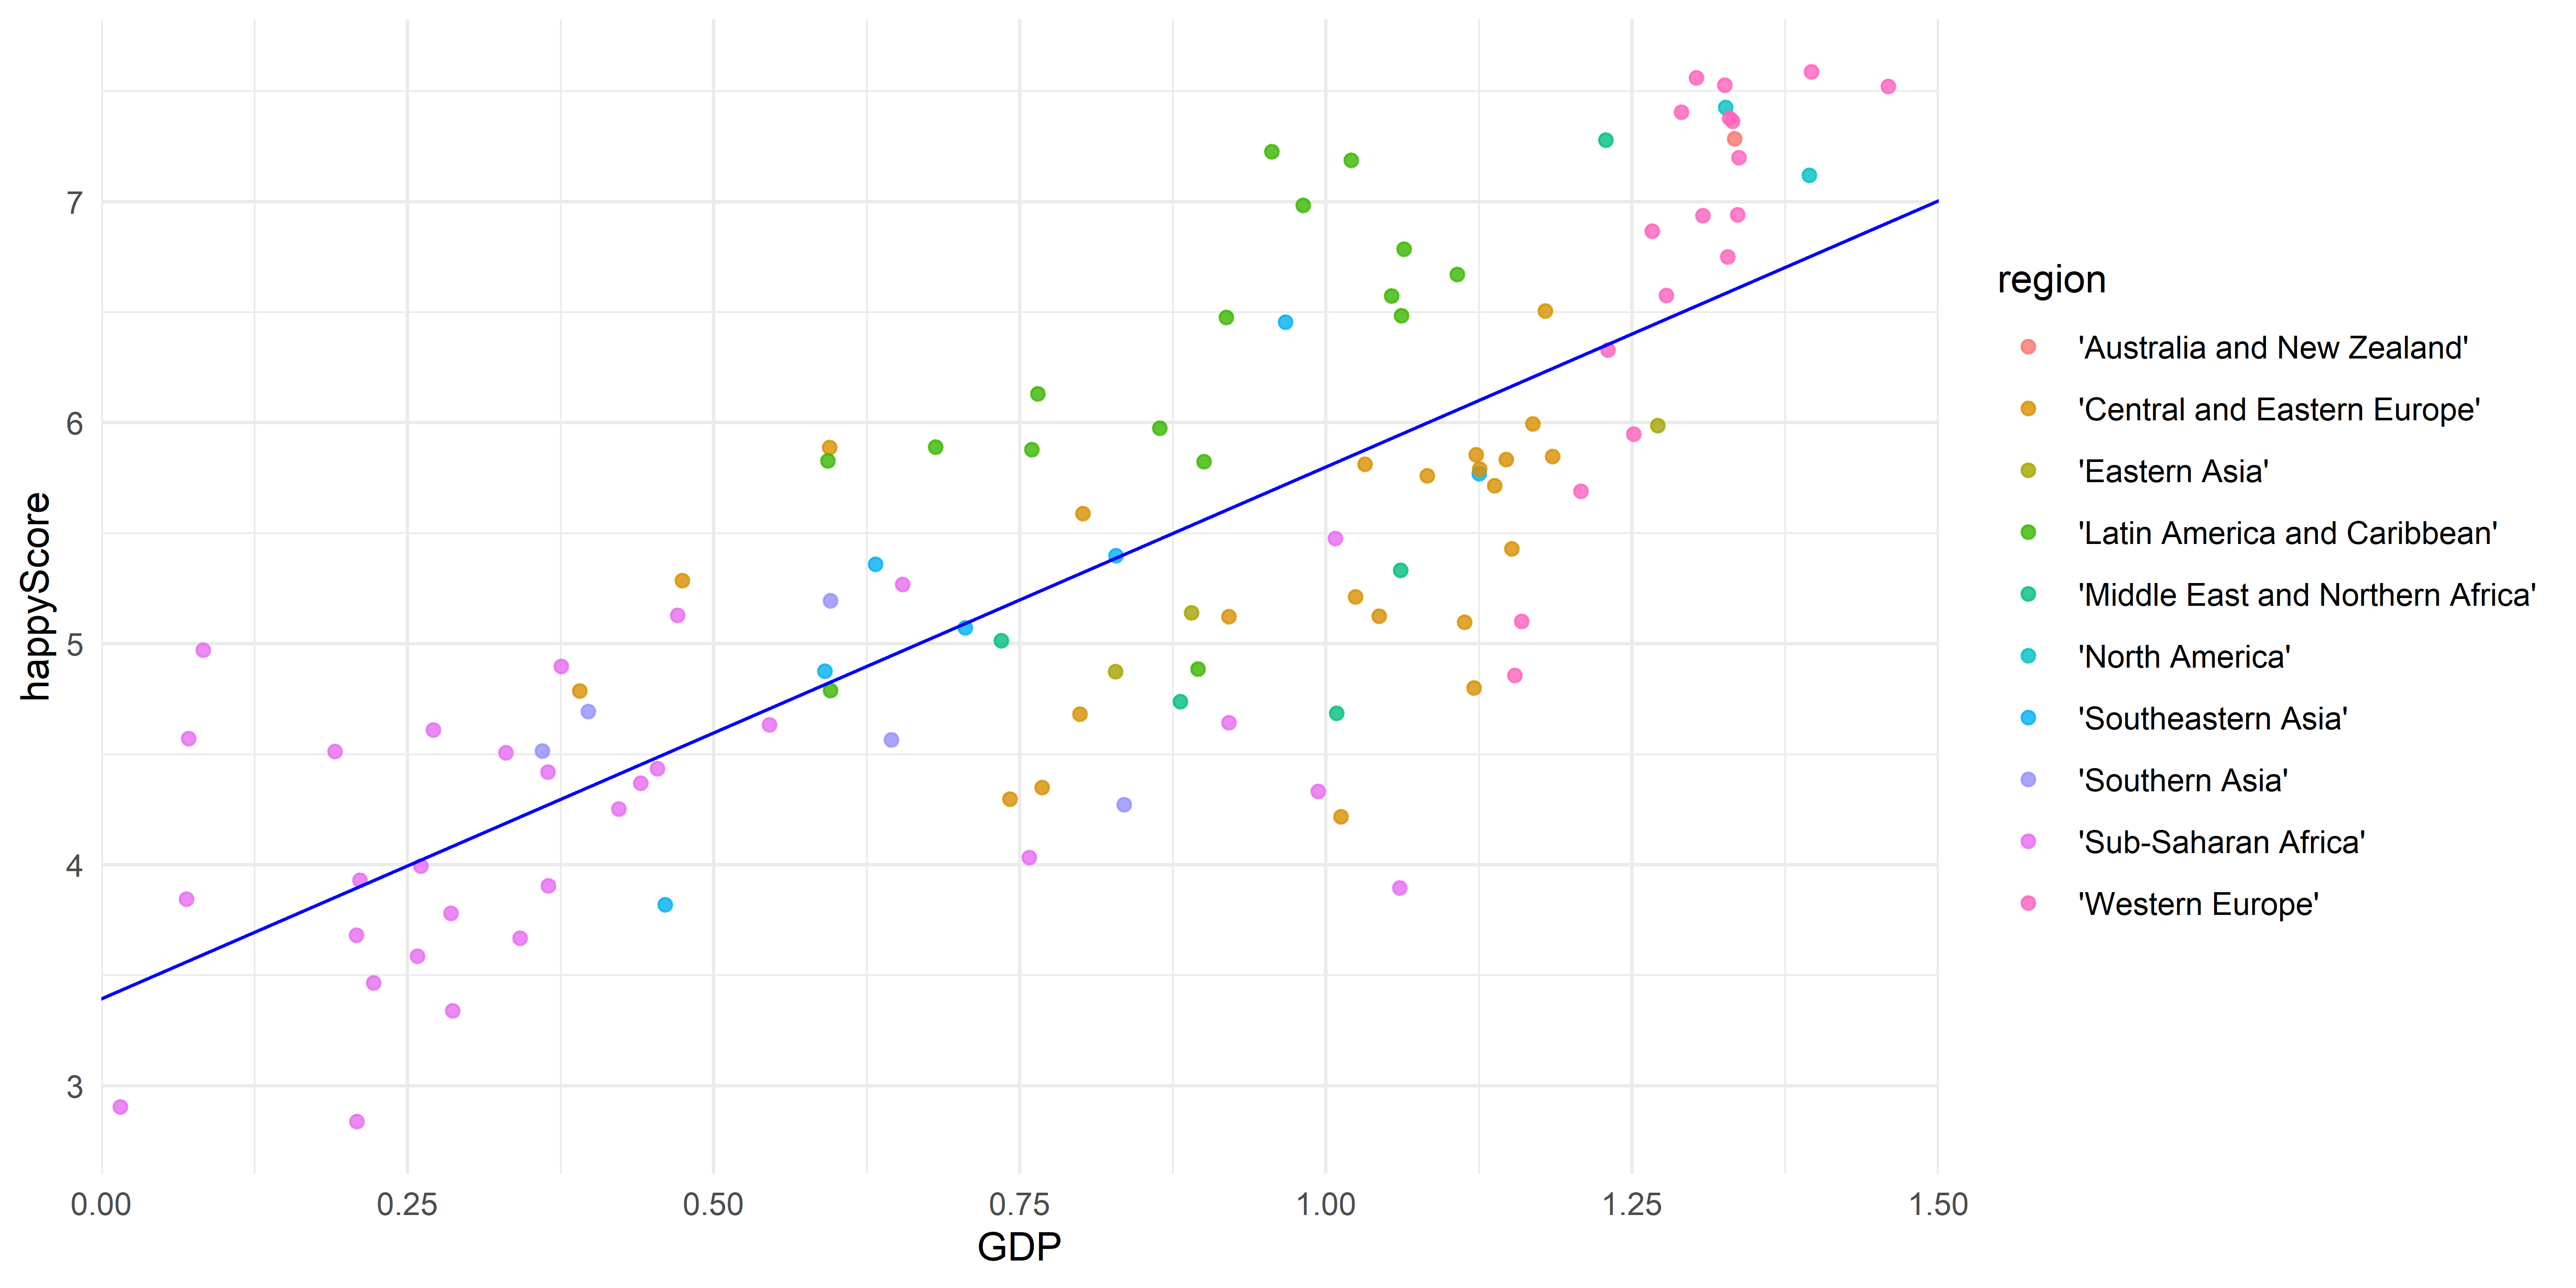 happyScore
7
6
5
4
3
0.00 0.25 0.50 0.75 1.00 1.25 1.50
GDP
region
'Australia and New Zealand'
'Central and Eastern Europe'
'Eastern Asia'
'Latin America and Caribbean'
'Middle East and Northern Africa'
'North America'
'Southeastern Asia'
'Southern Asia'
'Sub-Saharan Africa'
'Western Europe'